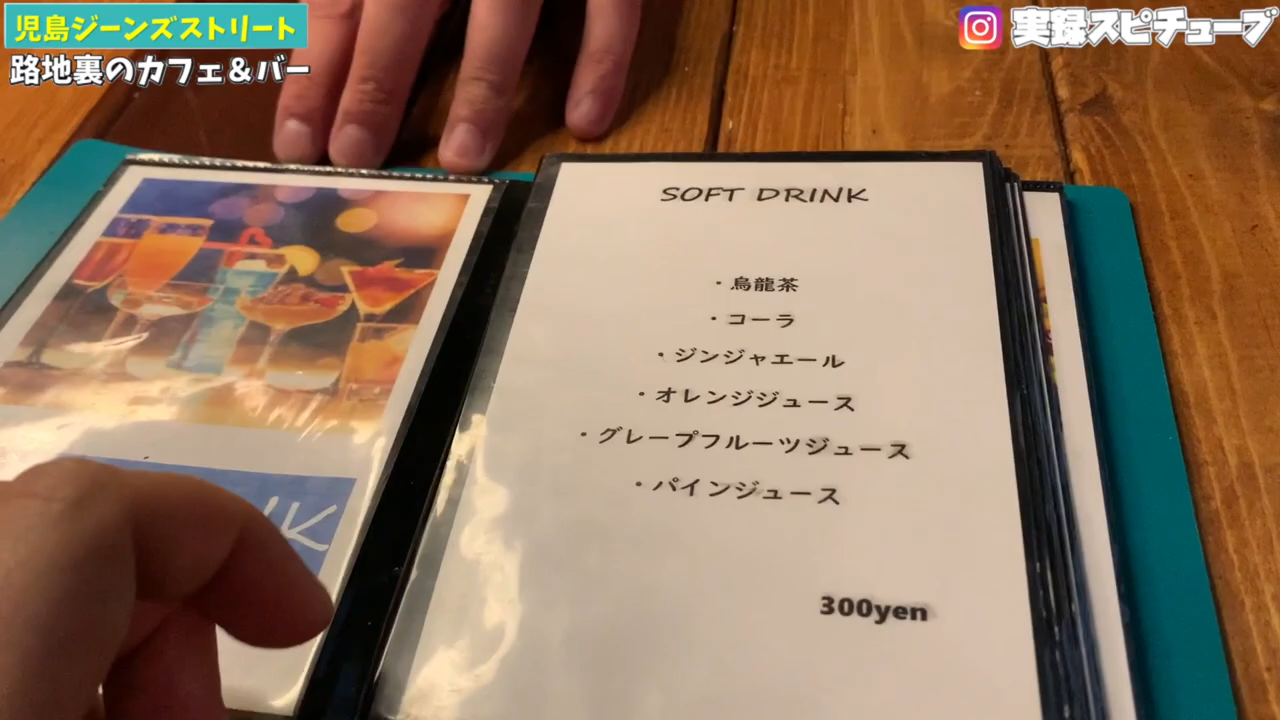 児島ジーンズストリート
路地裏のカフェ&バー
実録スピチューブ
SOFT DRINK
・烏龍茶
・コーラ
・ジンジャエール
・オレンジジュース
・グレープフルーツジュース
・パインジュース
300yen